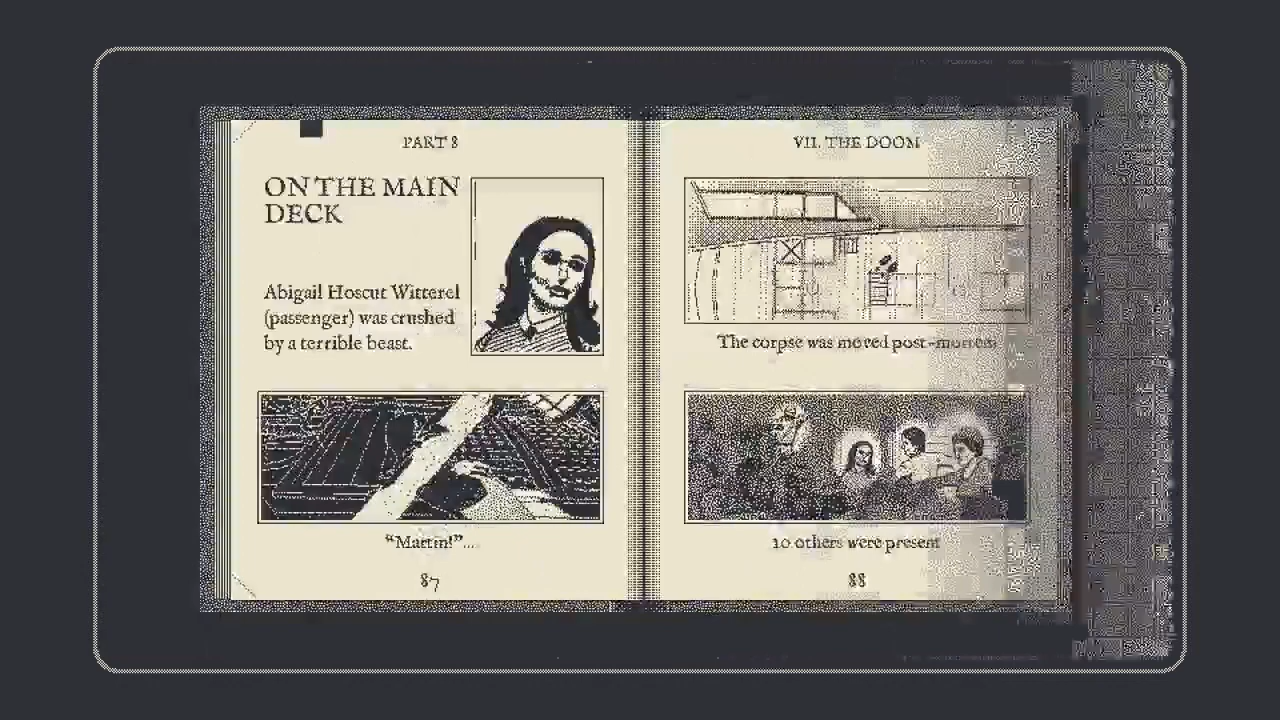 PART 8
ON THE MAIN
DECK
Abigail Hoscut Witterel
(passenger) was crushed
by a terrible beast.
"Martin!"...
87
VII. THE DOOM
The corpse was moved post-mortem
10 others were present
88